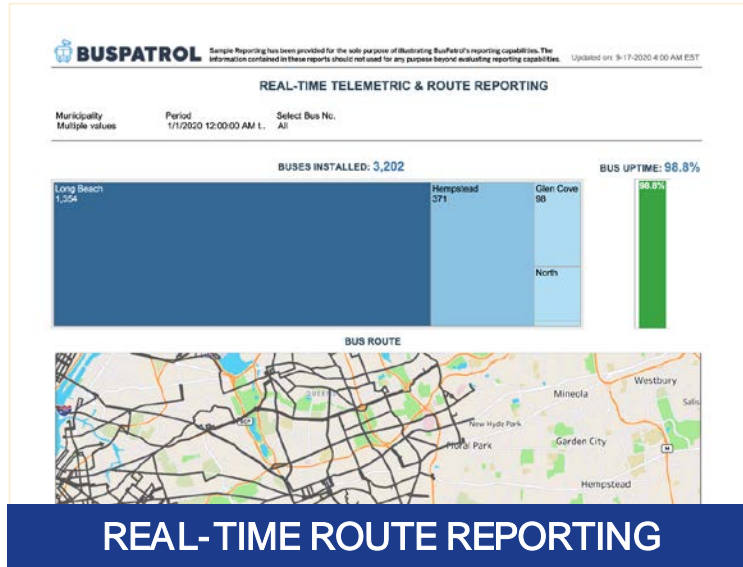 BUSPATROL
Sample Reporting has been provided for the sole purpose of illustrating BusPatrol's reporting capabilities. The
information contained in these reports should not used for any purpose beyond evaluating reporting capabilities.
Updated on: 9-17-2020 4:00 AM EST
REAL-TIME TELEMETRIC & ROUTE REPORTING
Municipality Period Select Bus No.
Multiple values 1/1/2020 12:00:00 AM t.. All
BUSES INSTALLED: 3,202 BUS UPTIME: 98.8%
Long Beach Hempstead Glen Cove 98.8%
1,354 371 98
North
BUS ROUTE
Westbury
QUEENS Mineola
Salis
New Hyde Park
Floral Park Garden City
M
Hempstead
REAL-TIME ROUTE REPORTING